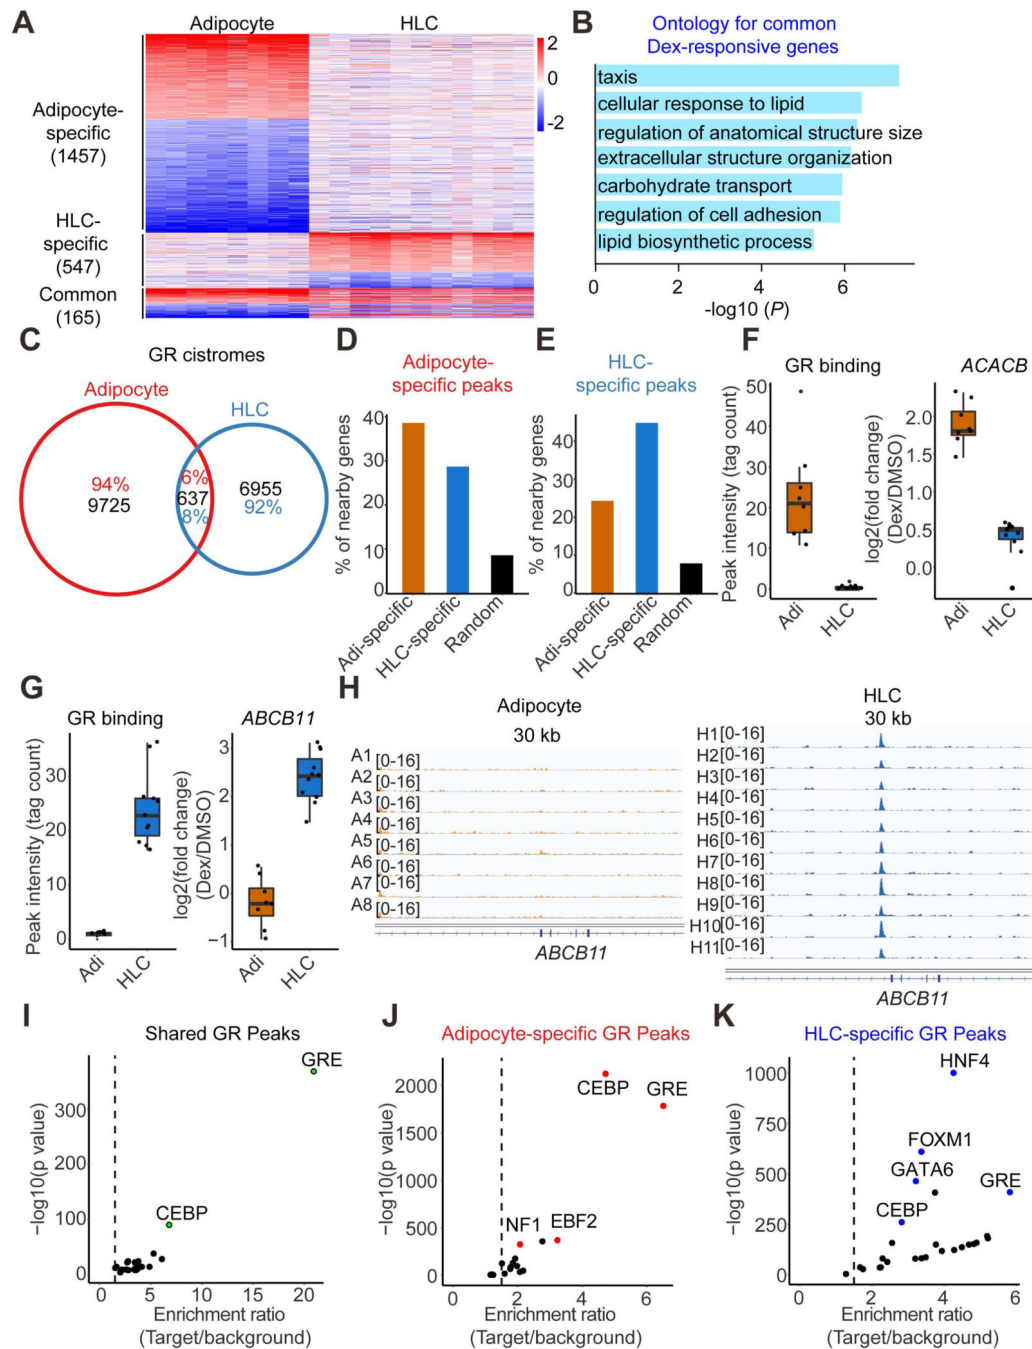 A
Adipocyte
HLC
Adipocyte-
specific
(1457)
HLC-
specific
(547)
Common
(165)
2
0
-2
B
Ontology for common
Dex-responsive genes
taxis
cellular response to lipid
regulation of anatomical structure size
extracellular structure organization
carbohydrate transport
regulation of cell adhesion
lipid biosynthetic process
0 2 4 6
-log10 (P)
C
GR cistromes
Adipocyte
HLC
94%
9725
6%
637
8%
6955
92%
D
Adipocyte-
specific peaks
% of nearby genes
40
30
20
10
0
Adi-specific
HLC-specific
Random
E
HLC-
specific peaks
% of nearby genes
40
30
20
10
0
Adi-specific
HLC-specific
Random
F
GR binding
Peak intensity (tag count)
50
30
20
10
0
Adi
HLC
ACACB
log2(fold change)
(Dex/DMSO)
2.0
1.5
0.5
0.0
Adi
HLC
G
GR binding
Peak intensity (tag count)
30
20
10
0
Adi
HLC
ABCB11
log2(fold change)
(Dex/DMSO)
3
2
1
0
−1
Adi
HLC
H
Adipocyte
30 kb
A1 [0-16]
A2 [0-16]
A3 [0-16]
A4 [0-16]
A5 [0-16]
A6 [0-16]
A7 [0-16]
A8 [0-16]
ABCB11
HLC
30 kb
H1[0-16]
H2[0-16]
H3[0-16]
H4[0-16]
H5[0-16]
H6[0-16]
H7[0-16]
H8[0-16]
H9[0-16]
H10[0-16]
H11[0-16]
ABCB11
I
Shared GR Peaks
−log10(p value)
300
200
100
0
GRE
CEBP
0 5 10 15 20
Enrichment ratio
(Target/background)
J
Adipocyte-specific GR Peaks
−log10(p value)
2000
1500
1000
500
0
CEBP
GRE
NF1
EBF2
0 2 4 6
Enrichment ratio
(Target/background)
K
HLC-specific GR Peaks
−log10(p value)
1000
750
500
250
0
HNF4
FOXM1
GATA6
GRE
CEBP
0 2 4 6
Enrichment ratio
(Target/background)